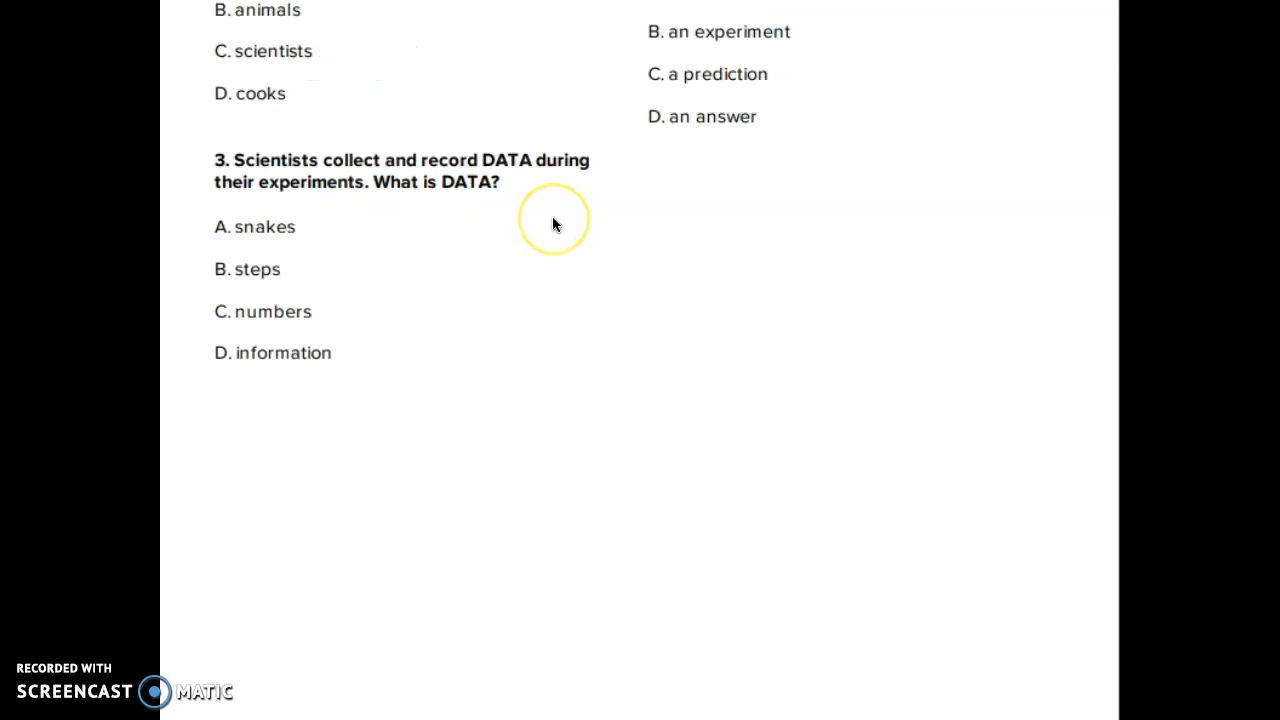 B. animals
C. scientists
D. cooks
3. Scientists collect and record DATA during
their experiments. What is DATA?
A. snakes
B. steps
C. numbers
D. information
B. an experiment
C. a prediction
D. an answer
RECORDED WITH
SCREENCAST MATIC